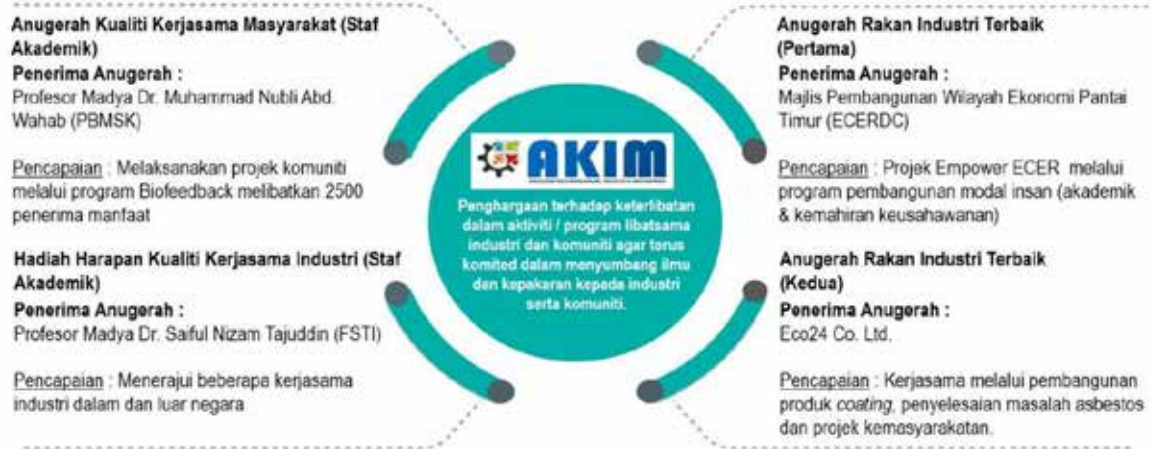 Anugerah Kualiti Kerjasama Masyarakat (Staf
Akademik)
Penerima Anugerah :
Profesor Madya Dr. Muhammad Nubli Abd.
Wahab (PBMSK)
Pencapaian : Melaksanakan projek komuniti
melalui program Biofeedback melibatkan 2500
penerima manfaat
Hadiah Harapan Kualiti Kerjasama Industri (Staf
Akademik)
Penerima Anugerah :
Profesor Madya Dr. Saiful Nizam Tajuddin (FSTI)
Pencapaian : Menerajui beberapa kerjasama
industri dalam dan luar negara
AKIM
Penghargaan terhadap keterlibatan
dalam aktiviti / program libatsama
industri dan komuniti agar terus
komited dalam menyumbang ilmu
dan kepakaran kepada industri
serta komuniti.
Anugerah Rakan Industri Terbaik
(Pertama)
Penerima Anugerah :
Majlis Pembangunan Wilayah Ekonomi Pantai
Timur (ECERDC)
Pencapaian : Projek Empower ECER melalui
program pembangunan modal insan (akademik
& kemahiran keusahawanan)
Anugerah Rakan Industri Terbaik
(Kedua)
Penerima Anugerah :
Eco24 Co. Ltd.
Pencapaian : Kerjasama melalui pembangunan
produk coating, penyelesaian masalah asbestos
dan projek kemasyarakatan.